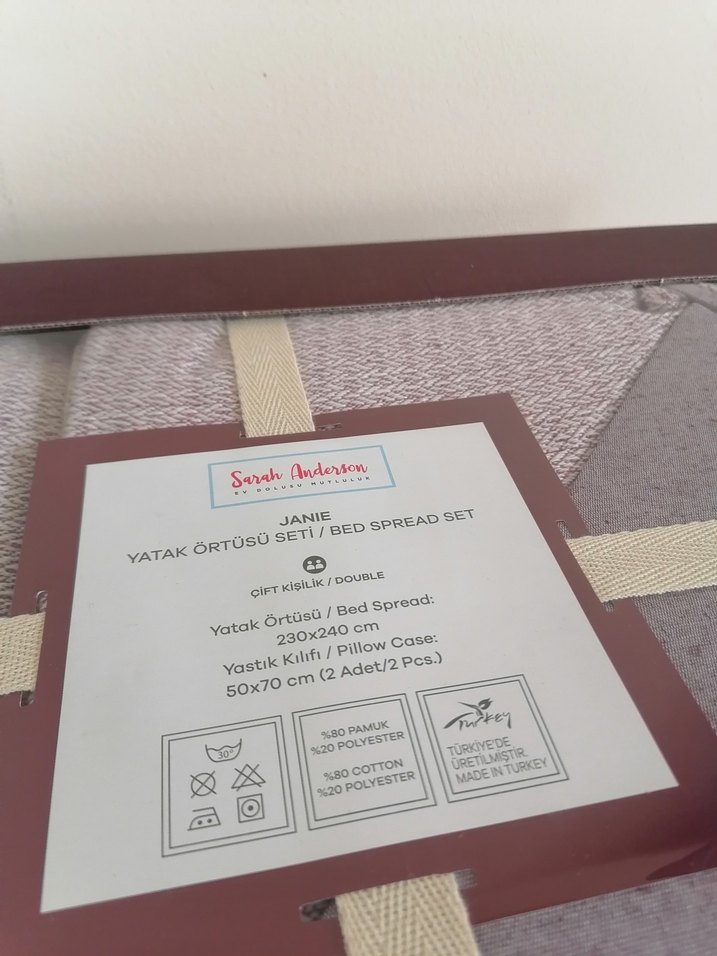 Sarah Anderson
EV DOLUSU MUTLULUK
JANIE
YATAK ÖRTÜSÜ SETİ / BED SPREAD SET
ÇİFT KİŞİLİK / DOUBLE
Yatak Örtüsü / Bed Spread:
230x240 cm
Yastık Kılıfı / Pillow Case:
50x70 cm (2 Adet/2 Pcs.)
30°
%80 PAMUK
%20 POLYESTER
%80 COTTON
%20 POLYESTER
Turkey
TÜRKİYE'DE
ÜRETİLMİŞTİR.
MADE IN TURKEY